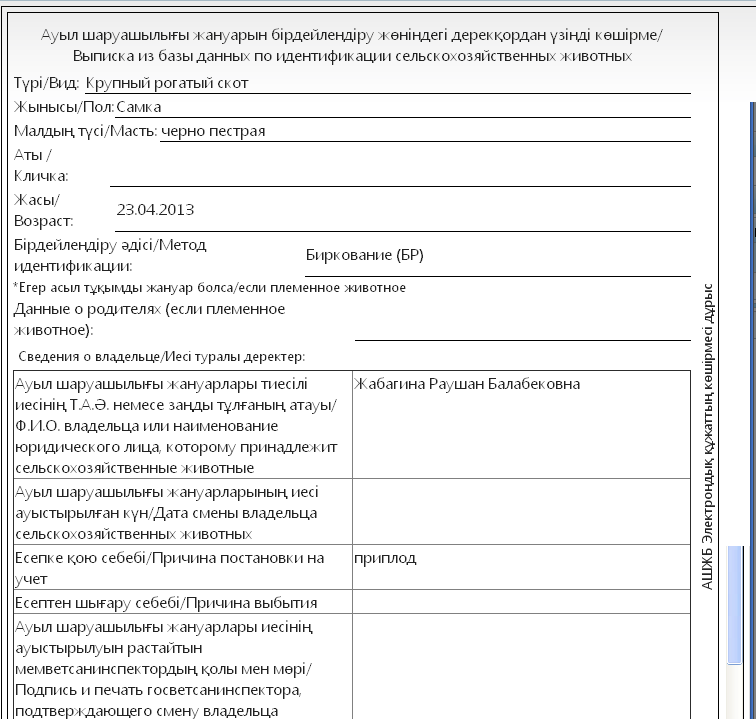 Ауыл шаруашылығы жануарын бірдейлендіру жөніндегі дерекқордан үзінді көшірме/
Выписка из базы данных по идентификации сельскохозяйственных животных
Түрі/Вид: Крупный рогатый скот
Жынысы/Пол: Самка
Малдың түсі/Масть: черно пестрая
Аты /
Кличка:
Жасы/
Возраст:
23.04.2013
Бірдейлендіру әдісі/Метод
идентификации:
Биркование (БР)
*Егер асыл тұқымды жануар болса/если племенное животное
Данные о родителях (если племенное
животное):
Сведения о владельце/Иесі туралы деректер:
Ауыл шаруашылығы жануарлары тиесілі
иесінің Т.А.Ә. немесе заңды тұлғаның атауы/
Ф.И.О. владельца или наименование
юридического лица, которому принадлежит
сельскохозяйственные животные
Жабагина Раушан Балабековна
Ауыл шаруашылығы жануарларының иесі
ауыстырылған күн/Дата смены владельца
сельскохозяйственных животных
Есепке қою себебі/Причина постановки на
учет
приплод
Есептен шығару себебі/Причина выбытия
Ауыл шаруашылығы жануарлары иесінің
ауыстырылуын растайтын
мемветсанинспектордың қолы мен мөрі/
Подпись и печать госветсанинспектора,
подтверждающего смену владельца
АШЖБ Электрондық құжаттың көшірмесі дұрыс